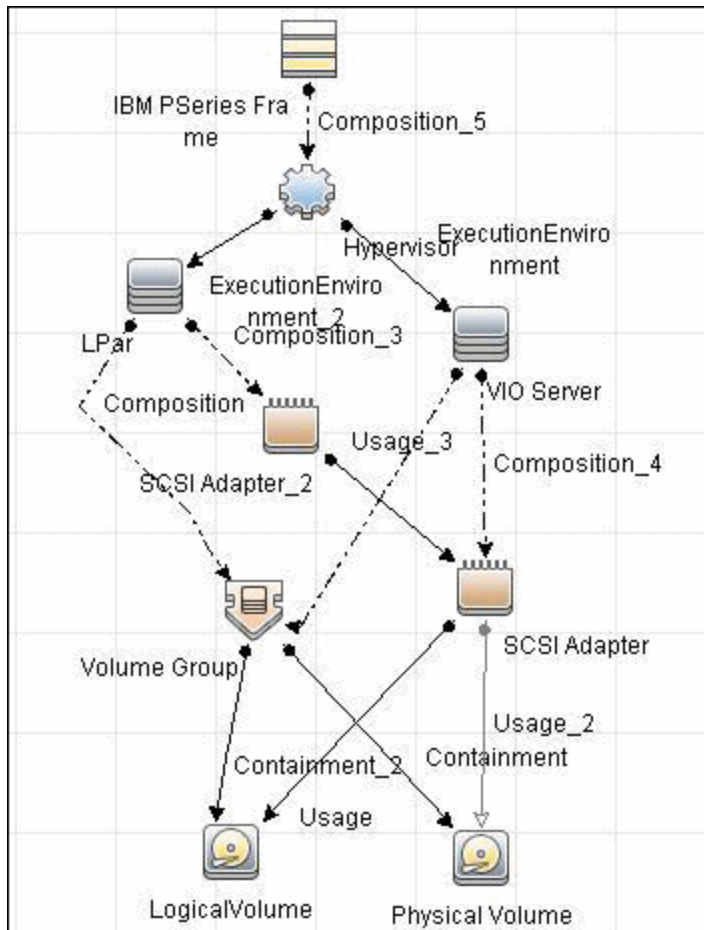 IBM PSeries Fra
me
Composition_5
Hypervisor
ExecutionEnviro
nment
ExecutionEnviro
nment_2
LPar
Composition_3
VIO Server
Composition
Usage_3
SCSI Adapter_2
Composition_4
Volume Group
SCSI Adapter
Usage_2
Containment_2
Containment
Usage
LogicalVolume
Physical Volume